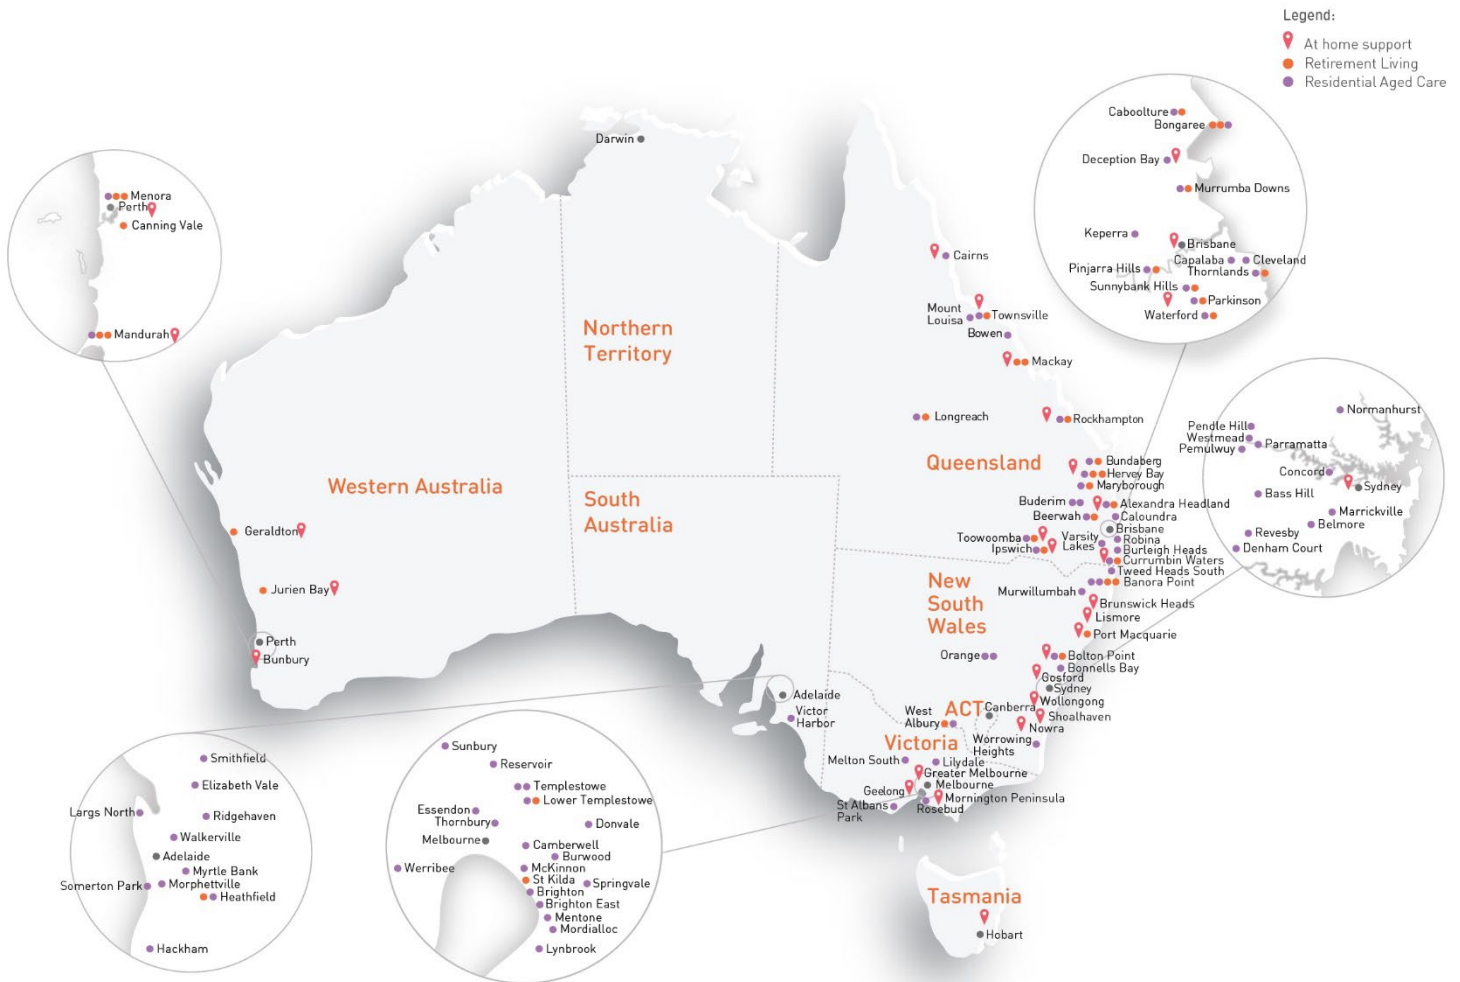 Legend:
At home support
Retirement Living
Residential Aged Care
Caboolture
Bongaree
Deception Bay
Murrumba Downs
Keperra
Brisbane
Capalaba
Cleveland
Pinjarra Hills
Thornlands
Sunnybank Hills
Parkinson
Waterford
Darwin
Menora
Perth
Canning Vale
Mandurah
Cairns
Mount
Louisa
Townsville
Bowen
Mackay
Longreach
Rockhampton
Northern
Territory
Queensland
Western Australia
South
Australia
Bundaberg
Hervey Bay
Maryborough
Buderim
Alexandra Headland
Beerwah
Caloundra
Brisbane
Toowoomba
Varsity
Lakes
Robina
Ipswich
Burleigh Heads
Currumbin Waters
Tweed Heads South
Banora Point
Murwillumbah
Brunswick Heads
Lismore
Port Macquarie
New
South
Wales
Orange
Bolton Point
Bonnells Bay
Gosford
Sydney
Wollongong
Shoalhaven
Nowra
Worrowing
Heights
ACT
Canberra
West
Albury
Victoria
Melton South
Lilydale
Greater Melbourne
Melbourne
Geelong
Mornington Peninsula
St Albans
Park
Rosebud
Tasmania
Hobart
Normanhurst
Pendle Hill
Westmead
Parramatta
Pemulwuy
Concord
Sydney
Bass Hill
Marrickville
Belmore
Revesby
Denham Court
Geraldton
Jurien Bay
Perth
Bunbury
Adelaide
Victor
Harbor
Smithfield
Elizabeth Vale
Largs North
Ridgehaven
Walkerville
Adelaide
Myrtle Bank
Somerton Park
Morphettville
Heathfield
Hackham
Sunbury
Reservoir
Templestowe
Lower Templestowe
Essendon
Thornbury
Donvale
Melbourne
Camberwell
Burwood
Werribee
McKinnon
St Kilda
Springvale
Brighton
Brighton East
Mentone
Mordialloc
Lynbrook